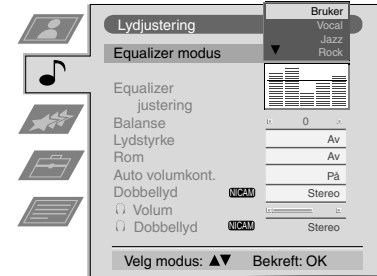 Lydjustering
Bruker
Vocal
Jazz
Rock
Equalizer modus
Equalizer
justering
Balanse 0
Lydstyrke Av
Rom Av
Auto volumkont. På
Dobbellyd NICAM Stereo
Volum
Dobbellyd NICAM Stereo
Velg modus: ▲▼ Bekreft: OK